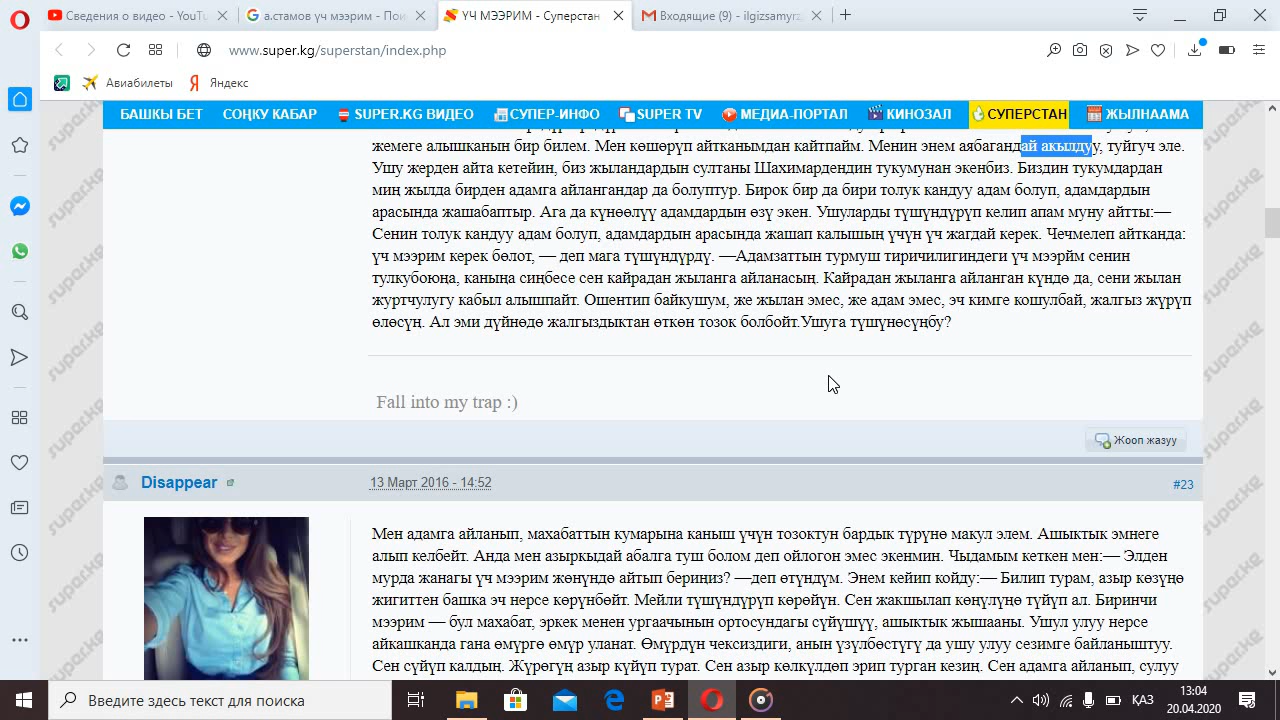 Сведения о видео - YouTu
а.стамов үч мээрим - Пои
ҮЧ МЭЭРИМ - Суперстан
Входящие (9) - ilgizsamyrz
www.super.kg/superstan/index.php
Авиабилеты
Яндекс
БАШКЫ БЕТ СОҢКУ КАБАР SUPER.KG ВИДЕО СУПЕР-ИНФО SUPER TV МЕДИА-ПОРТАЛ КИНОЗАЛ СУПЕРСТАН ЖЫЛНААМА
жемеге алышканын бир билем. Мен көшөрүп айтканымдан кайтпайм. Менин энем аябагандай акылдуу, туйгуч эле.
Ушу жерден айта кетейин, биз жыландардын султаны Шахимардендин тукумунан экенбиз. Биздин тукумдардан
миң жылда бирден адамга айлангандар да болуптур. Бирок бир да бири толук кандуу адам болуп, адамдардын
арасында жашабаптыр. Ага да күнөөлүү адамдардын өзү экен. Ушуларды түшүндүрүп келип апам муну айтты:—
Сенин толук кандуу адам болуп, адамдардын арасында жашап калышың үчүн үч жагдай керек. Чечмелеп айтканда:
үч мээрим керек бөлөт, — деп мага түшүндүрдү. —Адамзаттын турмуш тиричилигиндеги үч мээрйм сенин
тулкубоюңа, каныңа сиңбесе сен кайрадан жыланга айланасың. Кайрадан жыланга айланган күндө да, сени жылан
журтчулугу кабыл алышпайт. Ошентип байкушум, же жылан эмес, же адам эмес, эч кимге кошулбай, жалгыз жүрүп
өлөсүң. Ал эми дүйнөдө жалгыздыктан өткөн тозок болбойт.Ушуга түшүнөсүңбу?
Fall into my trap :)
Жооп жазуу
Disappear
13 Март 2016 - 14:52
#23
Мен адамга айланып, махабаттын кумарына каныш үчүн тозоктун бардык түрүнө макул элем. Ашыктык эмнеге
алып келбейт. Анда мен азыркыдай абалга туш болом деп ойлогон эмес экенмин. Чыдамым кеткен мен:— Элден
мурда жанагы үч мээрим жөнүндө айтып бериңиз? —деп өтүндүм. Энем кейип койду:— Билип турам, азыр көзүңө
жигиттен башка эч нерсе көрүнбөйт. Мейли түшүндүрүп көрөйүн. Сен жакшылап көңүлүңө түйүп ал. Биринчи
мээрим — бул махабат, эркек менен ургаачынын ортосундагы сүйүшүү, ашыктык жышааны. Ушул улуу нерсе
айкашканда гана өмүргө өмүр уланат. Өмүрдүн чексиздиги, анын үзүлбөстүгү да ушу улуу сезимге байланыштуу.
Сен сүйүп калдың. Жүрөгүң азыр күйүп турат. Сен азыр көлкүлдөп эрип турган кезиң. Сен адамга айланып, сулуу
super.kg
Введите здесь текст для поиска
ҚАЗ
13:04
20.04.2020